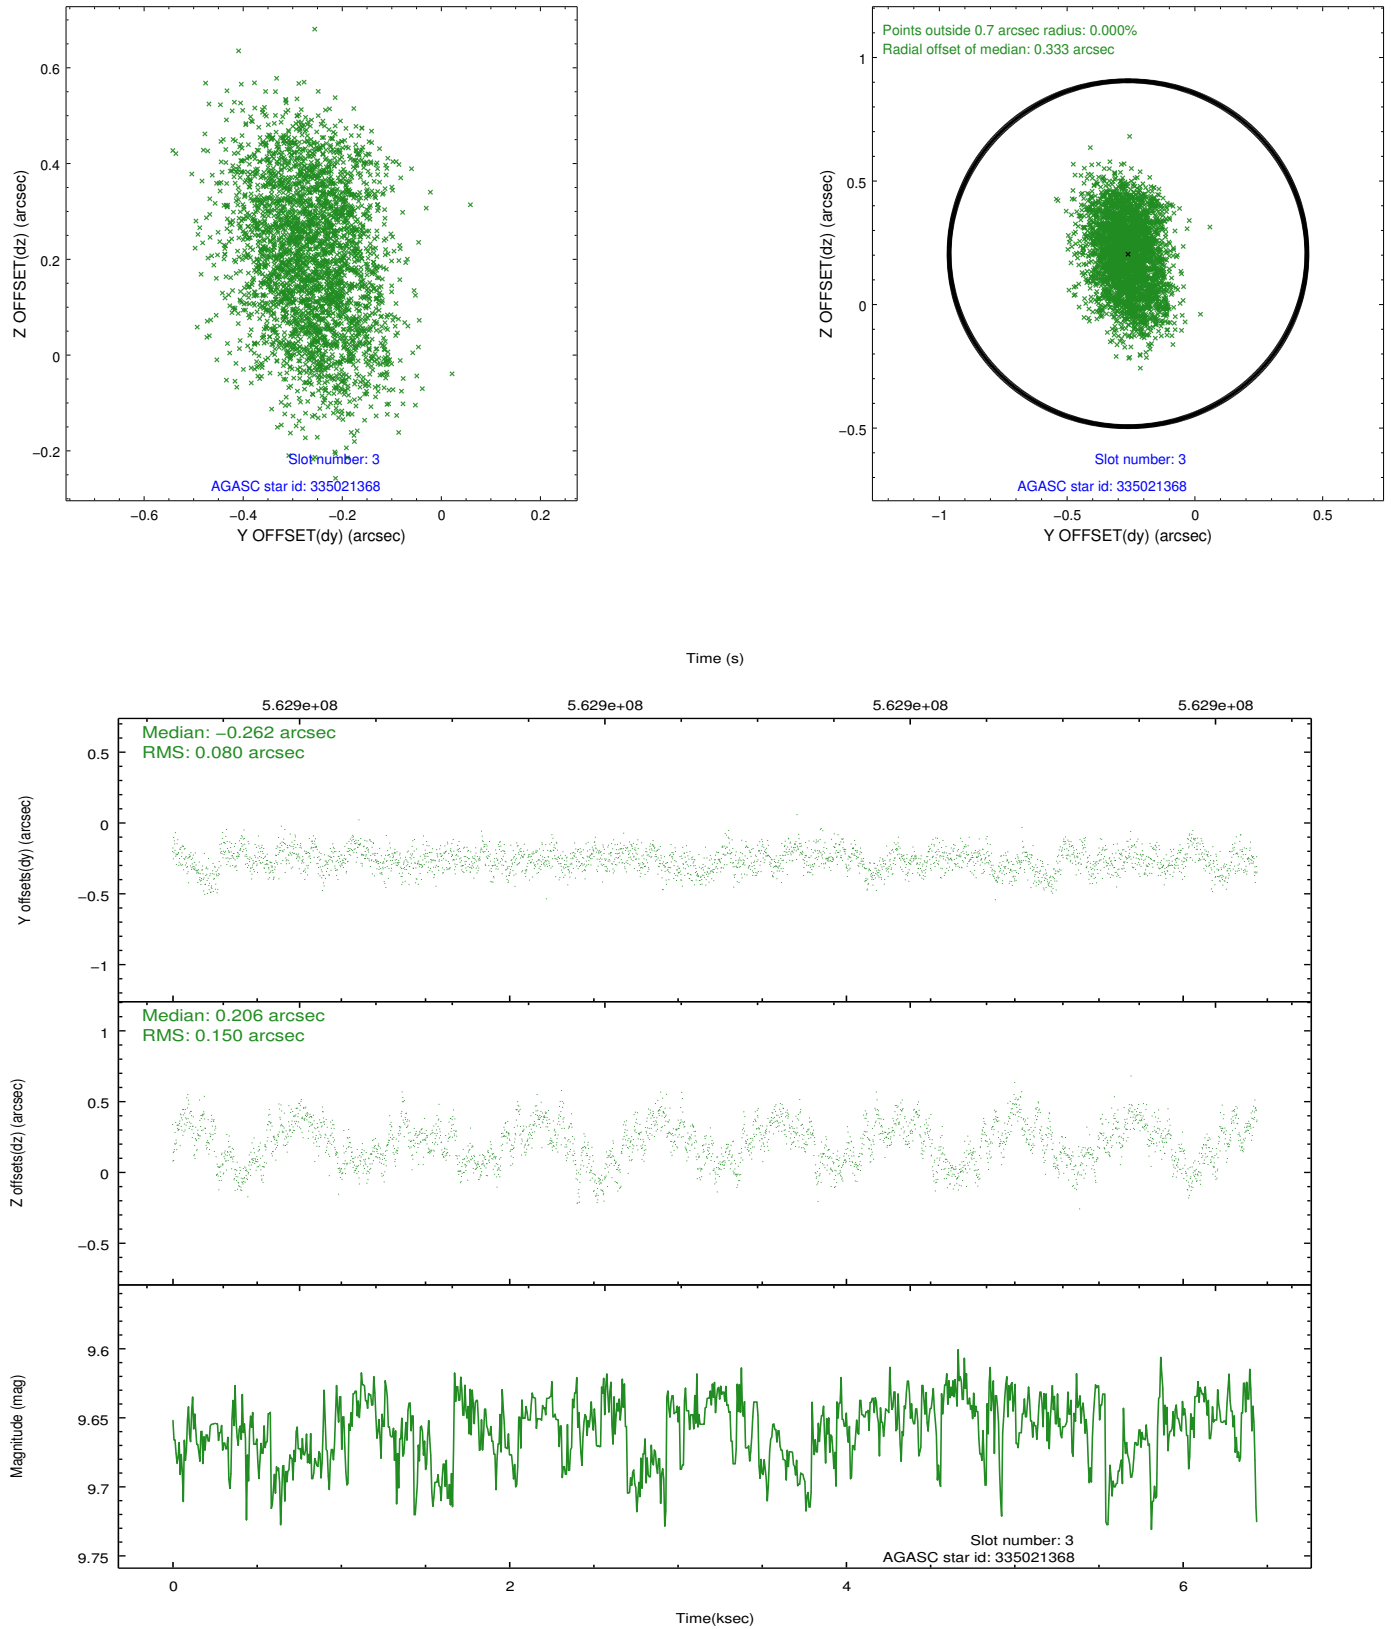 Z OFFSET(dz) (arcsec)
0.6
0.4
0.2
0
−0.2
−0.6
−0.4
−0.2
0
0.2
Y OFFSET(dy) (arcsec)
Slot number: 3
AGASC star id: 335021368
Points outside 0.7 arcsec radius: 0.000%
Radial offset of median: 0.333 arcsec
Z OFFSET(dz) (arcsec)
1
0.5
0
−0.5
−1
−0.5
0
0.5
Y OFFSET(dy) (arcsec)
Slot number: 3
AGASC star id: 335021368
Time (s)
5.629e+08
5.629e+08
5.629e+08
5.629e+08
Median: −0.262 arcsec
RMS: 0.080 arcsec
Y offsets(dy) (arcsec)
0.5
0
−0.5
−1
Median: 0.206 arcsec
RMS: 0.150 arcsec
Z offsets(dz) (arcsec)
1
0.5
0
−0.5
Magnitude (mag)
9.6
9.65
9.7
9.75
Slot number: 3
AGASC star id: 335021368
0
2
4
6
Time(ksec)